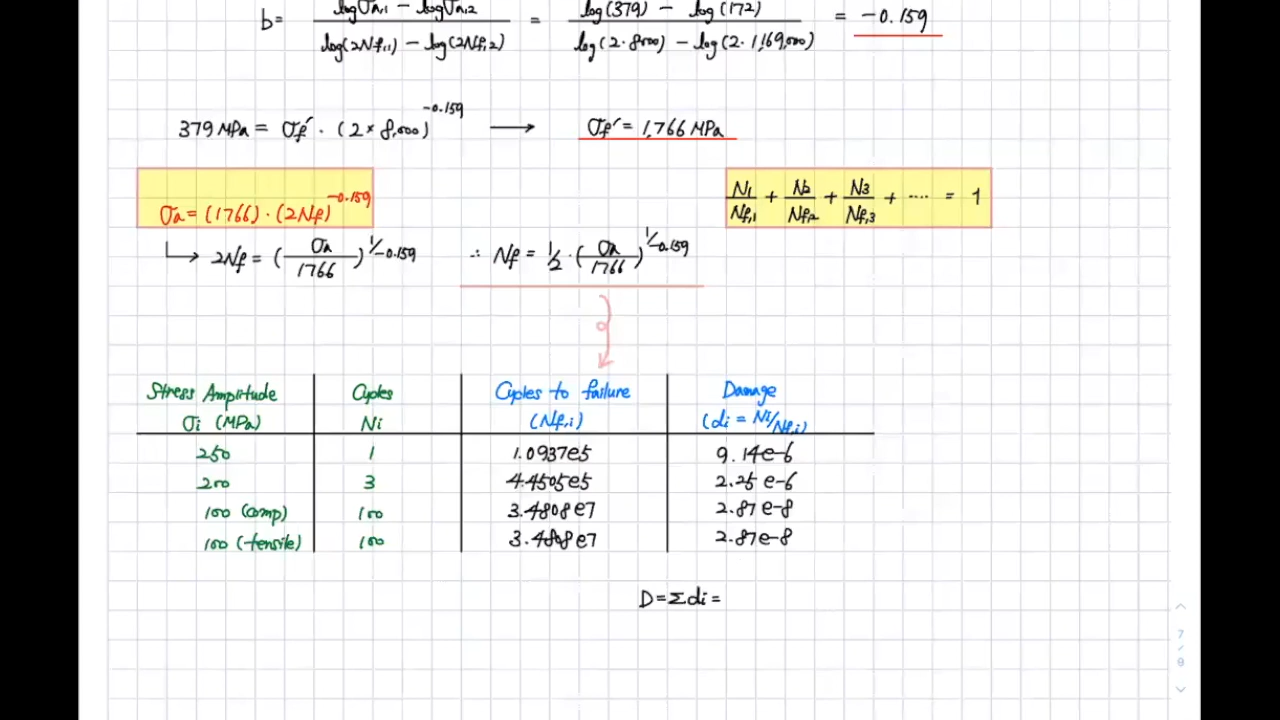 b = (log σa,1 - log σa,2) / (log(2Nf,1) - log(2Nf,2)) = (log(379) - log(172)) / (log(2·8,000) - log(2·1,169,000)) = -0.159
379 MPa = σf′ · (2 × 8,000)^-0.159 → σf′ = 1,766 MPa
σa = (1766) · (2Nf)^-0.159
N1/Nf,1 + N2/Nf,2 + N3/Nf,3 + ···· = 1
↳ 2Nf = (σa/1766)^1/-0.159 ∴ Nf = 1/2 · (σa/1766)^1/-0.159
Stress Amplitude Cycles Cycles to failure Damage
σi (MPa) Ni (Nf,i) (di = Ni/Nf,i)
250 1 1.0937e5 9.14e-6
200 3 4.4505e5 2.25e-6
100 (comp) 100 3.4808e7 2.87e-8
100 (tensile) 100 3.4808e7 2.87e-8
D = Σdi =
7
/
9